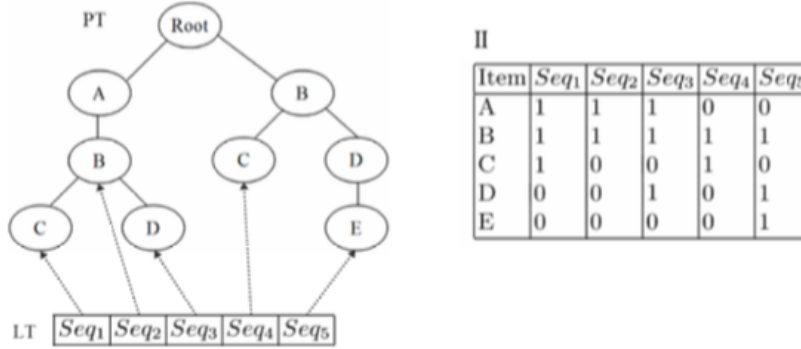 PT
Root
A
B
B
C
D
C
D
E
LT Seq1 Seq2 Seq3 Seq4 Seq5
II
Item Seq1 Seq2 Seq3 Seq4 Seq5
A 1 1 1 0 0
B 1 1 1 1 1
C 1 0 0 1 0
D 0 0 1 0 1
E 0 0 0 0 1